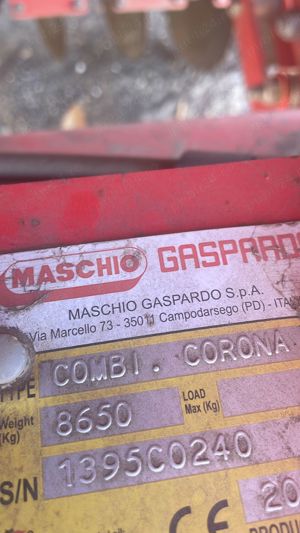 MASCHIO GASPARDO
MASCHIO GASPARDO S.p.A.
Via Marcello 73 - 35011 Campodarsego (PD) - ITA
TYPE COMBI. CORONA.
Weight (Kg) 8650 LOAD Max (Kg)
S/N 1395C0240
CE 20